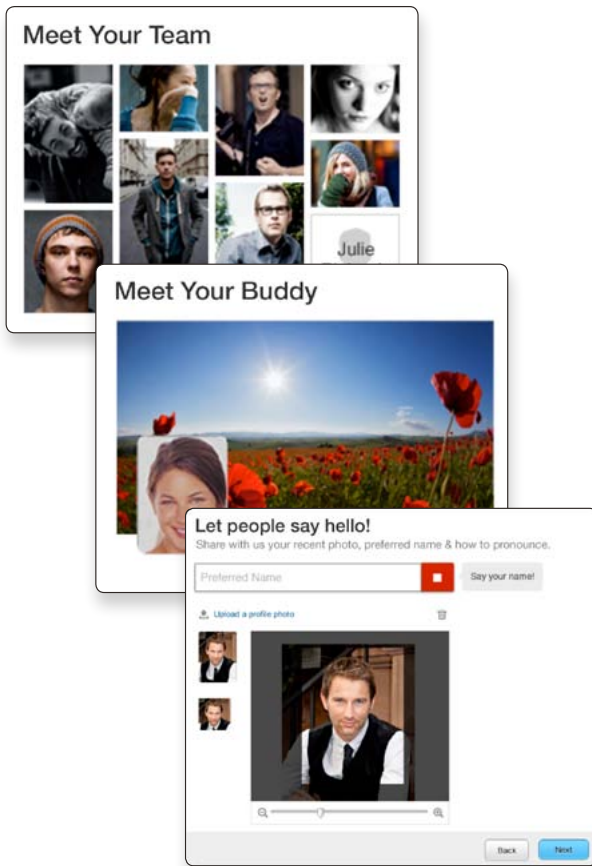 Meet Your Team
Julie
Meet Your Buddy
Let people say hello!
Share with us your recent photo, preferred name & how to pronounce.
Preferred Name
Say your name!
Upload a profile photo
Back
Next